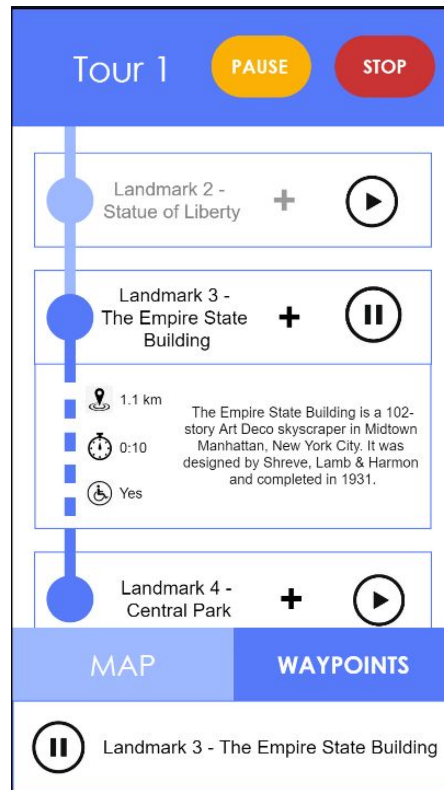 Tour 1
PAUSE
STOP
Landmark 2 -
Statue of Liberty
+
Landmark 3 -
The Empire State
Building
+
1.1 km
0:10
Yes
The Empire State Building is a 102-
story Art Deco skyscraper in Midtown
Manhattan, New York City. It was
designed by Shreve, Lamb & Harmon
and completed in 1931.
Landmark 4 -
Central Park
+
MAP
WAYPOINTS
Landmark 3 - The Empire State Building